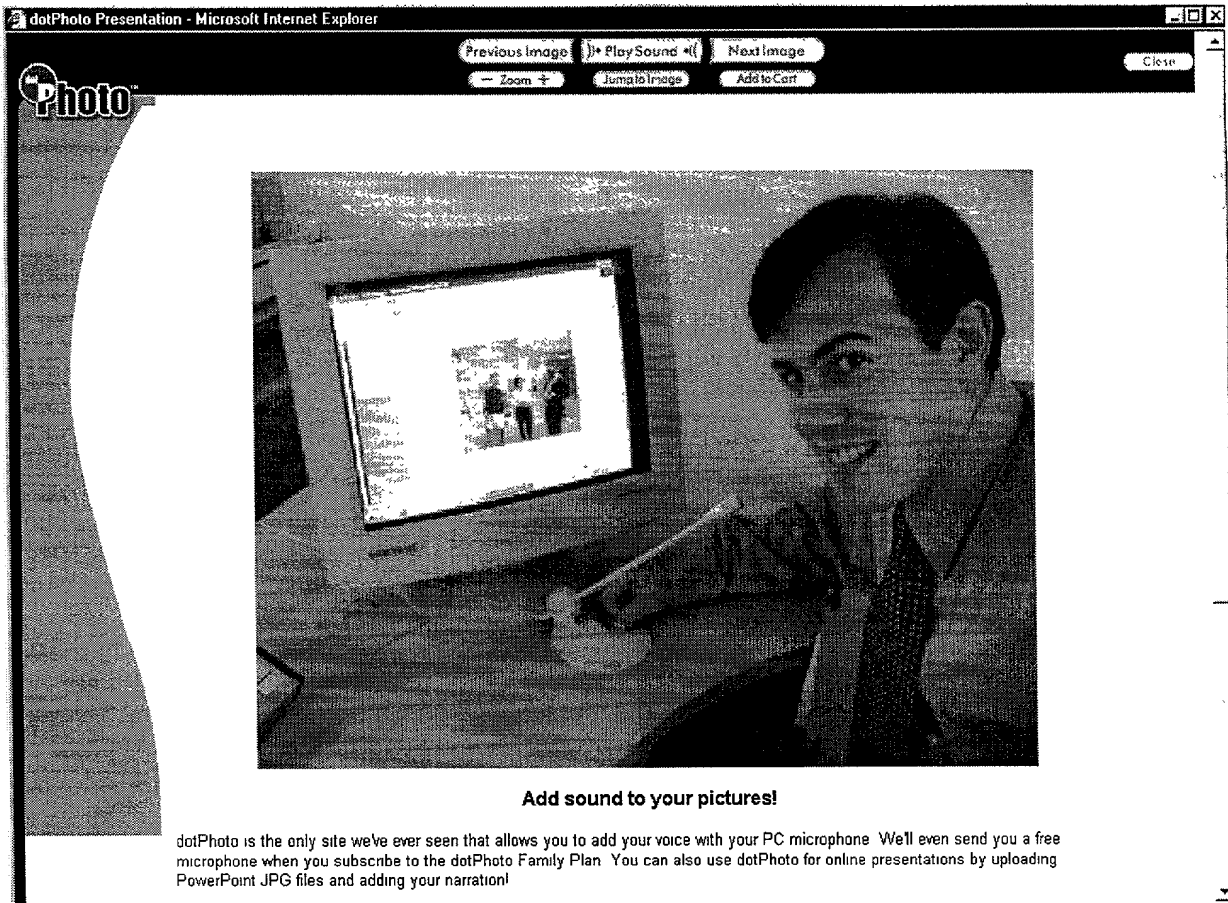 dotPhoto Presentation - Microsoft Internet Explorer
Previous Image Play Sound Next Image
Close
- Zoom + Jump to Image Add to Cart
Photo
Add sound to your pictures!
dotPhoto is the only site we've ever seen that allows you to add your voice with your PC microphone We'll even send you a free
microphone when you subscribe to the dotPhoto Family Plan You can also use dotPhoto for online presentations by uploading
PowerPoint JPG files and adding your narration!